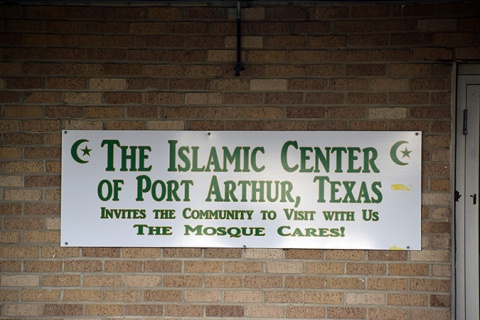 The Islamic Center
of Port Arthur, Texas
Invites the Community to Visit with Us
The Mosque Cares!